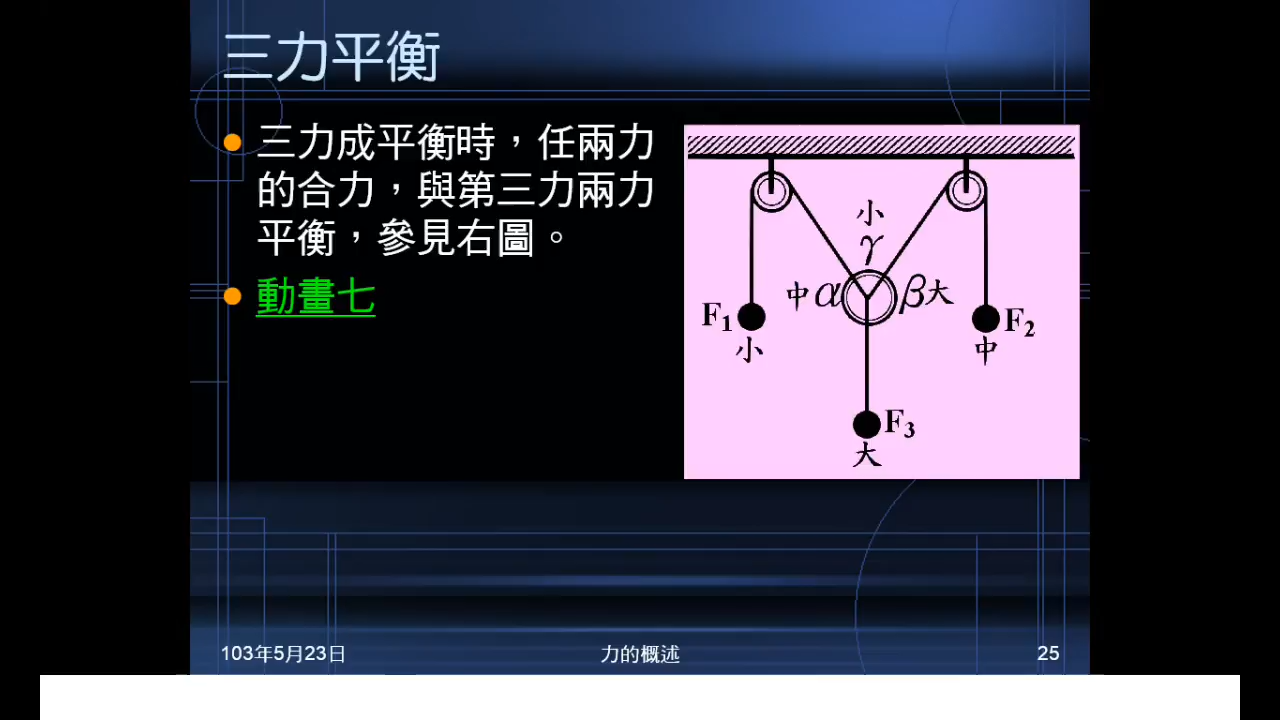 三力平衡
三力成平衡時，任兩力
的合力，與第三力兩力
平衡，參見右圖。
動畫七
小
γ
中 α β 大
F1 F2
小 中
F3
大
103年5月23日 力的概述 25